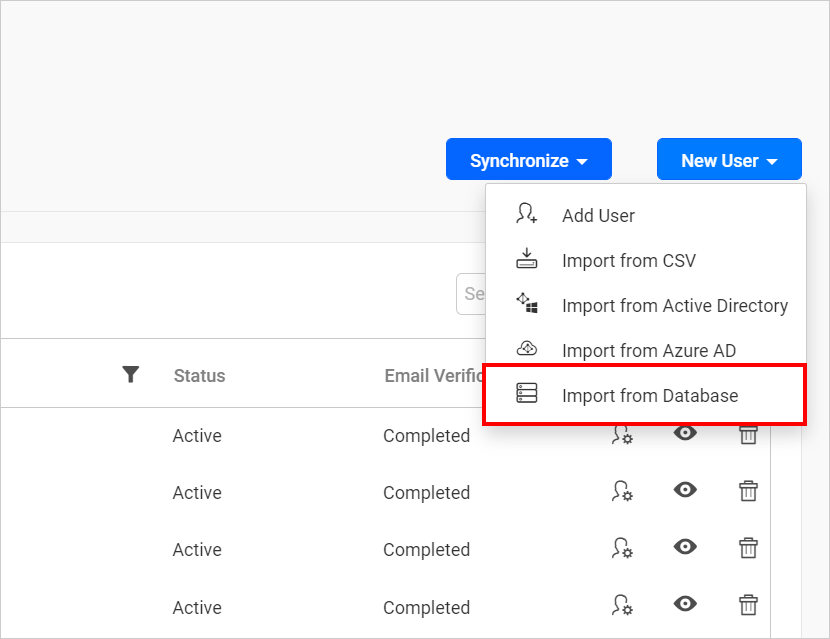 Synchronize New User
Add User
Import from CSV
Se
Import from Active Directory
Import from Azure AD
Status Email Verific
Import from Database
Active Completed
Active Completed
Active Completed
Active Completed